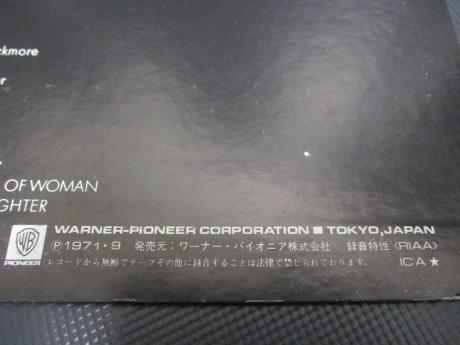 ckmore
OF WOMAN
GHTER
WB
PIONEER
WARNER-PIONEER CORPORATION ■ TOKYO, JAPAN
Ⓟ1971・9 発売元:ワーナー・パイオニア株式会社 録音特性〈RIAA〉
レコードから無断でテープその他に録音することは法律で禁じられております。 ICA★